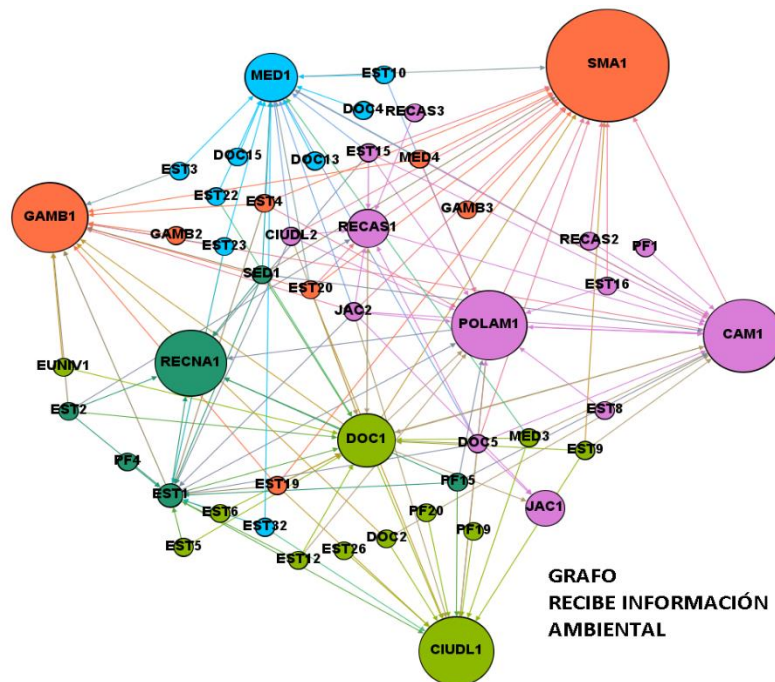 SMA1
MED1
EST10
DOC4
RECAS3
EST15
MED4
DOC15
DOC13
EST3
EST22
EST4
GAMB3
GAMB1
GAMB2
CIUDL2
RECAS1
EST23
RECAS2
PF1
SED1
EST20
EST16
JAC2
POLAM1
CAM1
RECNA1
EUNIV1
EST2
EST8
DOC1
DOC5
MED3
EST9
PF4
EST1
EST19
PF15
EST6
EST32
PF20
PF19
JAC1
EST5
EST12
EST26
DOC2
CIUDL1
GRAFO
RECIBE INFORMACIÓN
AMBIENTAL